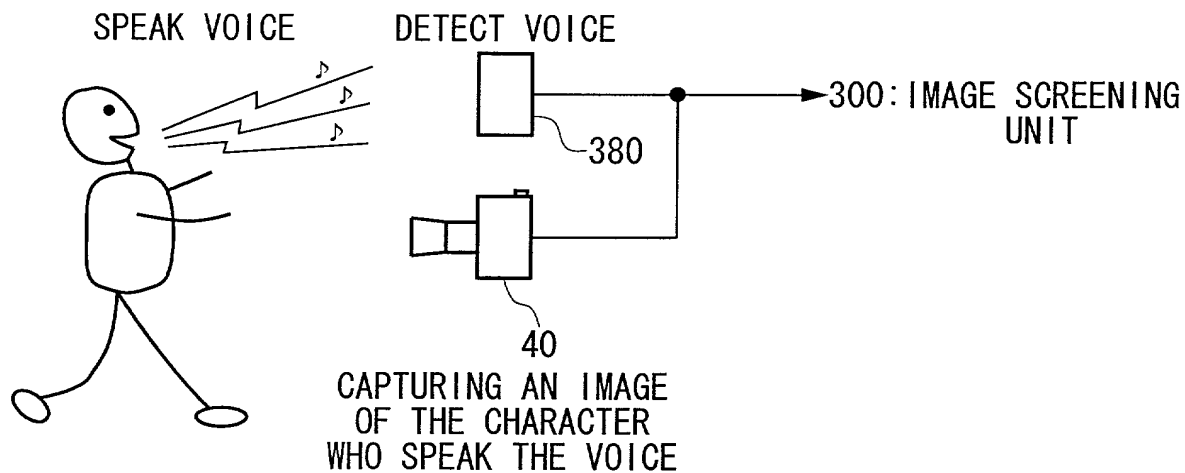 SPEAK VOICE
DETECT VOICE
380
300:IMAGE SCREENING
UNIT
40
CAPTURING AN IMAGE
OF THE CHARACTER
WHO SPEAK THE VOICE